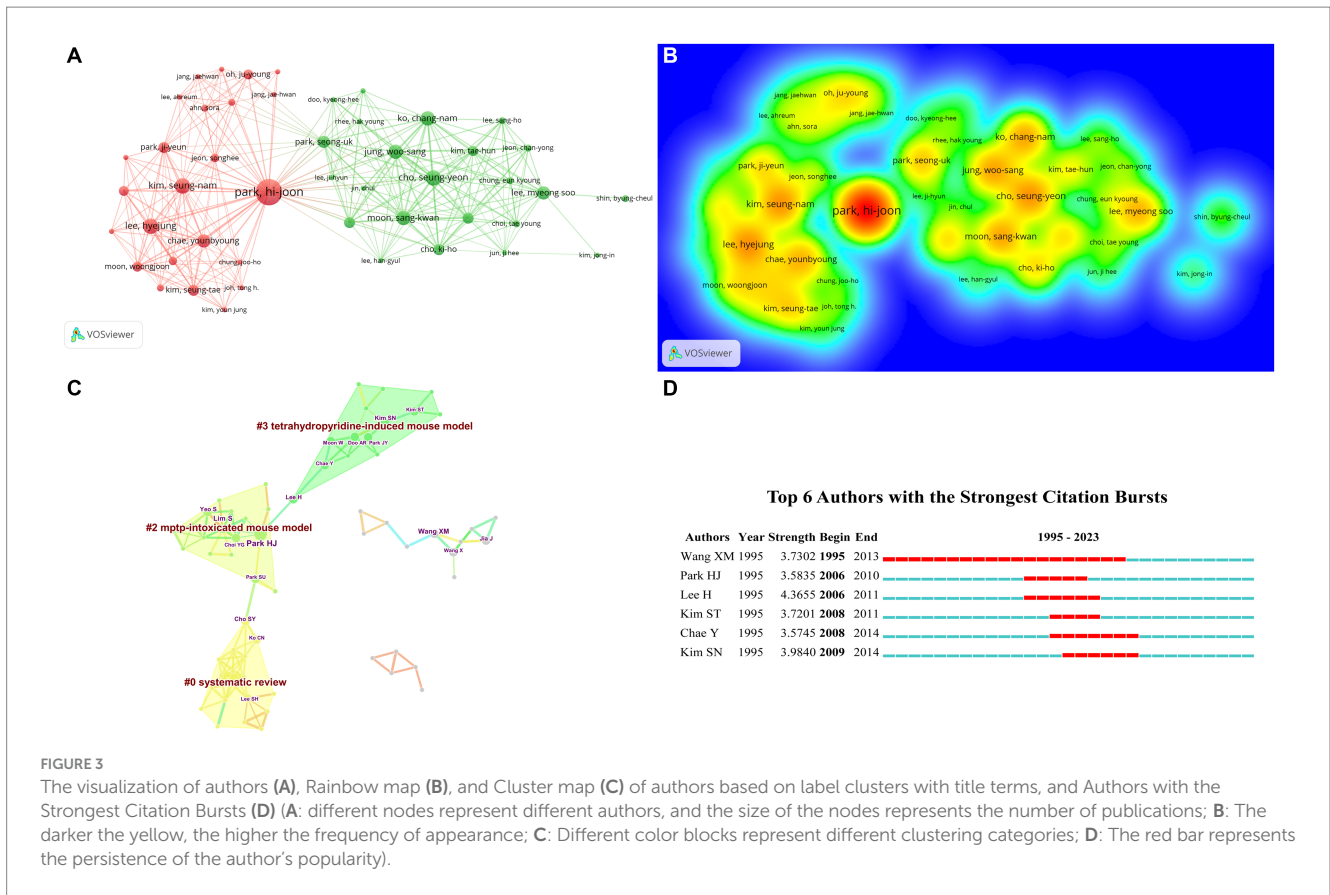 A
jang, jaehwan
oh, ju-young
lee, ahreum
jang, jae-hwan
ahn, sora
park, ji-yeun
jeon, songhee
kim, seung-nam
park, hi-joon
lee, hyejung
chae, younbyoung
moon, woongjoon
chung, joo-ho
kim, seung-tae
joh, tong h.
kim, youn jung
doo, kyeong-hee
rhee, hak young
ko, chang-nam
lee, sang-ho
park, seong-uk
jung, woo-sang
kim, tae-hun
jeon, chan-yong
lee, ji-hyun
jin, chul
cho, seung-yeon
chung, eun kyoung
lee, myeong soo
shin, byung-cheul
moon, sang-kwan
choi, tae young
cho, ki-ho
jun, ji hee
lee, han-gyul
kim, jong-in
VOSviewer
B
jang, jaehwan
oh, ju-young
lee, ahreum
jang, jae-hwan
ahn, sora
park, ji-yeun
jeon, songhee
kim, seung-nam
park, hi-joon
lee, hyejung
chae, younbyoung
moon, woongjoon
chung, joo-ho
kim, seung-tae
joh, tong h.
kim, youn jung
doo, kyeong-hee
rhee, hak young
ko, chang-nam
lee, sang-ho
park, seong-uk
jung, woo-sang
kim, tae-hun
jeon, chan-yong
lee, ji-hyun
jin, chul
cho, seung-yeon
chung, eun kyoung
lee, myeong soo
shin, byung-cheul
moon, sang-kwan
choi, tae young
cho, ki-ho
jun, ji hee
lee, han-gyul
kim, jong-in
VOSviewer
C
Kim ST
Kim SN
#3 tetrahydropyridine-induced mouse model
Moon W
Doo AR
Park JY
Chae Y
Lee H
Yeo S
Lim S
#2 mptp-intoxicated mouse model
Choi YG
Park HJ
Park SU
Wang XM
Jia J
Wang X
Cho SY
Ko CN
#0 systematic review
Lee SH
D
Top 6 Authors with the Strongest Citation Bursts
Authors Year Strength Begin End 1995 - 2023
Wang XM 1995 3.7302 1995 2013
Park HJ 1995 3.5835 2006 2010
Lee H 1995 4.3655 2006 2011
Kim ST 1995 3.7201 2008 2011
Chae Y 1995 3.5745 2008 2014
Kim SN 1995 3.9840 2009 2014
FIGURE 3
The visualization of authors (A), Rainbow map (B), and Cluster map (C) of authors based on label clusters with title terms, and Authors with the
Strongest Citation Bursts (D) (A: different nodes represent different authors, and the size of the nodes represents the number of publications; B: The
darker the yellow, the higher the frequency of appearance; C: Different color blocks represent different clustering categories; D: The red bar represents
the persistence of the author's popularity).